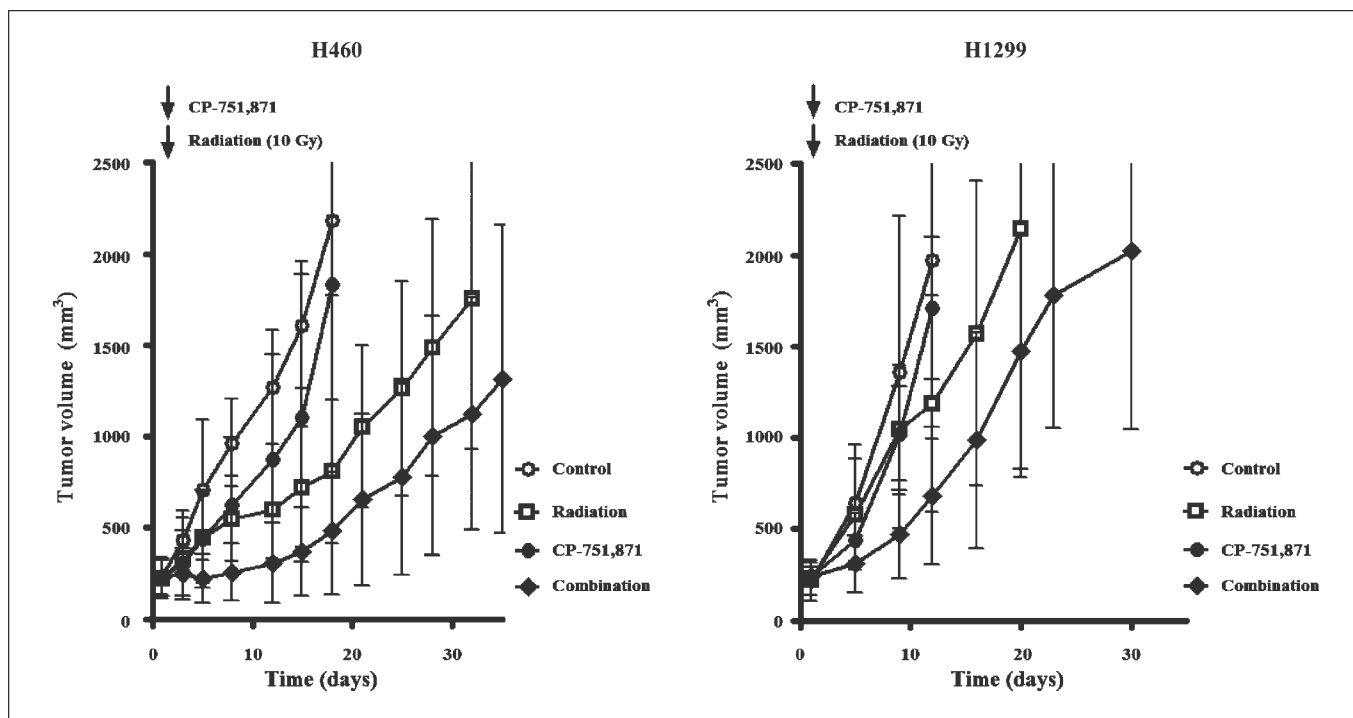 H460
CP-751,871
Radiation (10 Gy)
2500
2000
1500
1000
500
0
Tumor volume (mm³)
0 10 20 30
Time (days)
Control
Radiation
CP-751,871
Combination
H1299
CP-751,871
Radiation (10 Gy)
2500
2000
1500
1000
500
0
Tumor volume (mm³)
0 10 20 30
Time (days)
Control
Radiation
CP-751,871
Combination